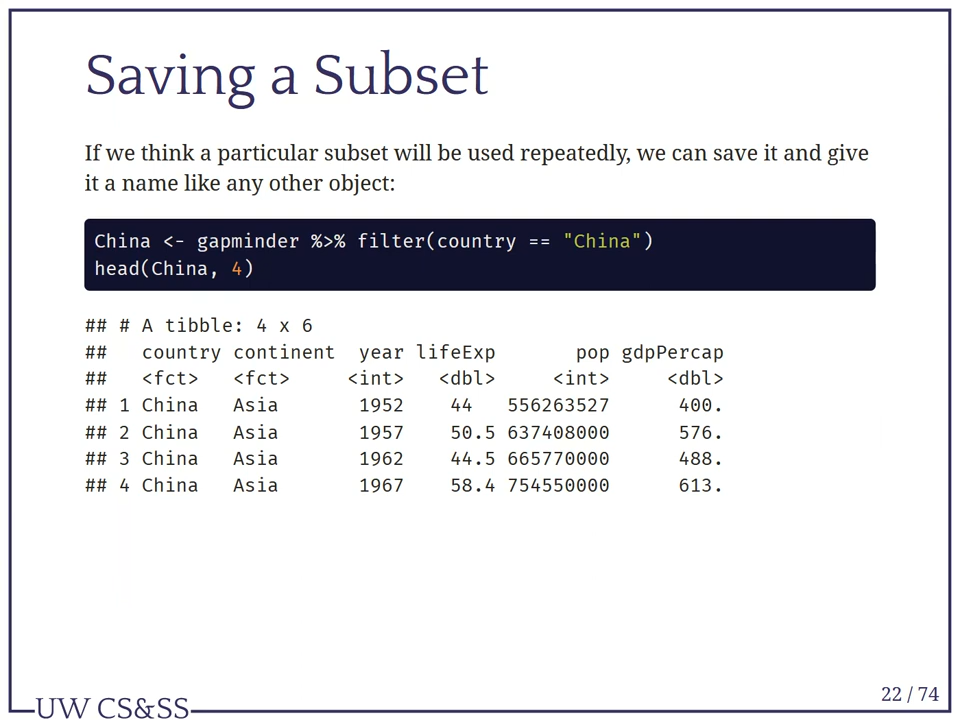 Saving a Subset
If we think a particular subset will be used repeatedly, we can save it and give
it a name like any other object:
China <- gapminder %>% filter(country == "China")
head(China, 4)
## # A tibble: 4 x 6
##   country continent  year lifeExp       pop gdpPercap
##   <fct>   <fct>     <int>   <dbl>     <int>     <dbl>
## 1 China   Asia       1952    44   556263527      400.
## 2 China   Asia       1957    50.5 637408000      576.
## 3 China   Asia       1962    44.5 665770000      488.
## 4 China   Asia       1967    58.4 754550000      613.
UW CS&SS
22 / 74